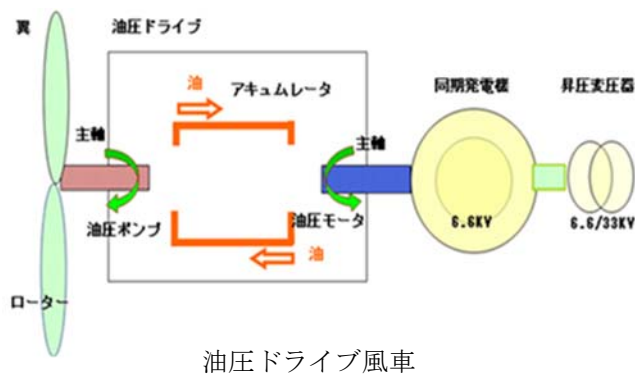 翼
油圧ドライブ
油
アキュムレータ
同期発電機
昇圧変圧器
主軸
主軸
油圧ポンプ
油圧モータ
6.6KV
6.6/33KV
油
ローター
油圧ドライブ風車